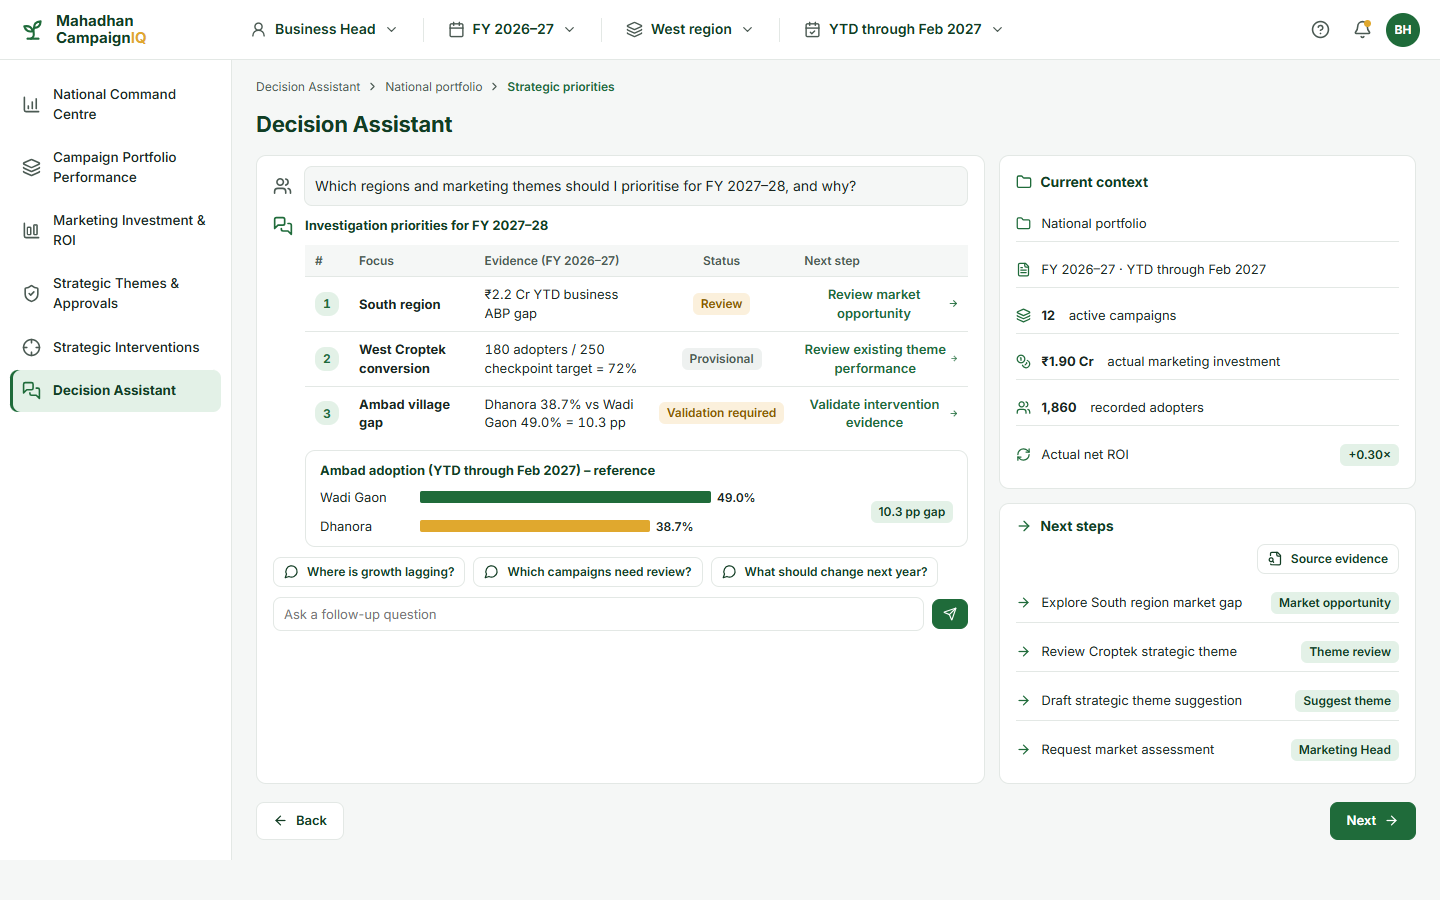 Mahadhan
CampaignIQ
Business Head
FY 2026–27
West region
YTD through Feb 2027
BH
National Command
Centre
Campaign Portfolio
Performance
Marketing Investment &
ROI
Strategic Themes &
Approvals
Strategic Interventions
Decision Assistant
Decision Assistant > National portfolio > Strategic priorities
Decision Assistant
Which regions and marketing themes should I prioritise for FY 2027–28, and why?
Investigation priorities for FY 2027–28
# Focus Evidence (FY 2026–27) Status Next step
1 South region ₹2.2 Cr YTD business
ABP gap Review Review market
opportunity
2 West Croptek
conversion 180 adopters / 250
checkpoint target = 72% Provisional Review existing theme
performance
3 Ambad village
gap Dhanora 38.7% vs Wadi
Gaon 49.0% = 10.3 pp Validation required Validate intervention
evidence
Ambad adoption (YTD through Feb 2027) – reference
Wadi Gaon 49.0%
Dhanora 38.7%
10.3 pp gap
Where is growth lagging?
Which campaigns need review?
What should change next year?
Ask a follow-up question
Current context
National portfolio
FY 2026–27 · YTD through Feb 2027
12 active campaigns
₹1.90 Cr actual marketing investment
1,860 recorded adopters
Actual net ROI +0.30×
Next steps
Source evidence
Explore South region market gap Market opportunity
Review Croptek strategic theme Theme review
Draft strategic theme suggestion Suggest theme
Request market assessment Marketing Head
Back
Next